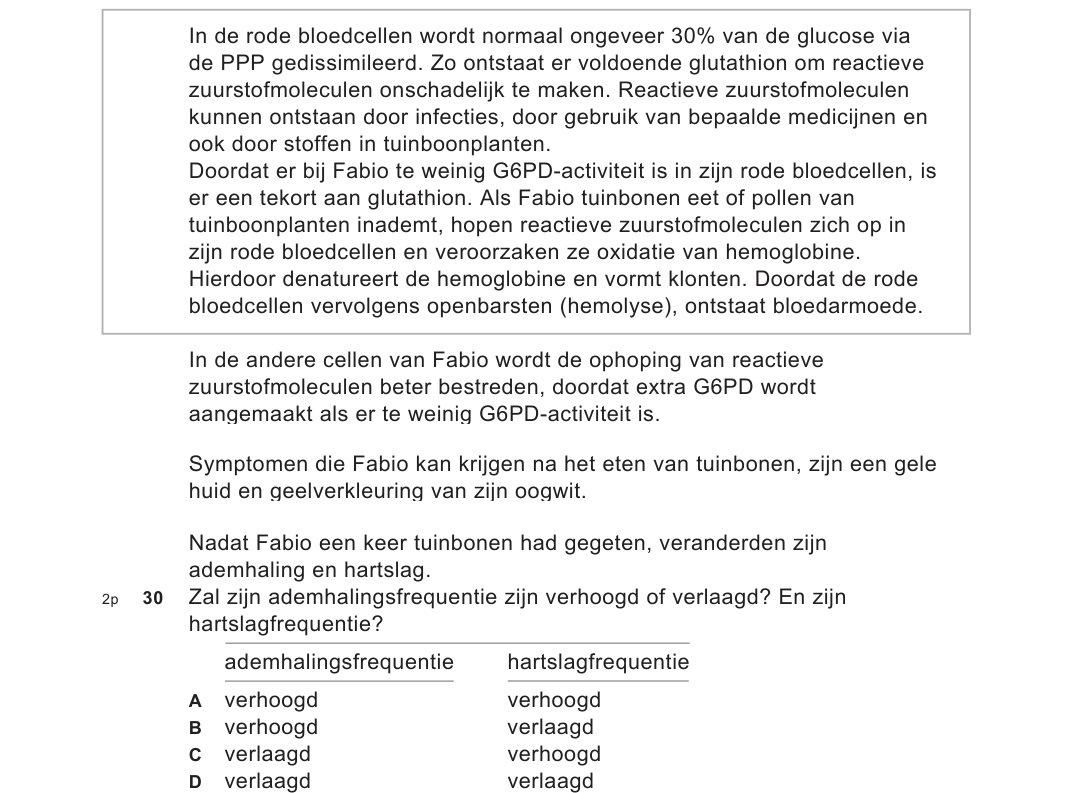 In de rode bloedcellen wordt normaal ongeveer 30% van de glucose via
de PPP gedissimileerd. Zo ontstaat er voldoende glutathion om reactieve
zuurstofmoleculen onschadelijk te maken. Reactieve zuurstofmoleculen
kunnen ontstaan door infecties, door gebruik van bepaalde medicijnen en
ook door stoffen in tuinboonplanten.
Doordat er bij Fabio te weinig G6PD-activiteit is in zijn rode bloedcellen, is
er een tekort aan glutathion. Als Fabio tuinbonen eet of pollen van
tuinboonplanten inademt, hopen reactieve zuurstofmoleculen zich op in
zijn rode bloedcellen en veroorzaken ze oxidatie van hemoglobine.
Hierdoor denatureert de hemoglobine en vormt klonten. Doordat de rode
bloedcellen vervolgens openbarsten (hemolyse), ontstaat bloedarmoede.
In de andere cellen van Fabio wordt de ophoping van reactieve
zuurstofmoleculen beter bestreden, doordat extra G6PD wordt
aangemaakt als er te weinig G6PD-activiteit is.
Symptomen die Fabio kan krijgen na het eten van tuinbonen, zijn een gele
huid en geelverkleuring van zijn oogwit.
Nadat Fabio een keer tuinbonen had gegeten, veranderden zijn
ademhaling en hartslag.
2p 30 Zal zijn ademhalingsfrequentie zijn verhoogd of verlaagd? En zijn
hartslagfrequentie?
ademhalingsfrequentie hartslagfrequentie
A verhoogd verhoogd
B verhoogd verlaagd
C verlaagd verhoogd
D verlaagd verlaagd